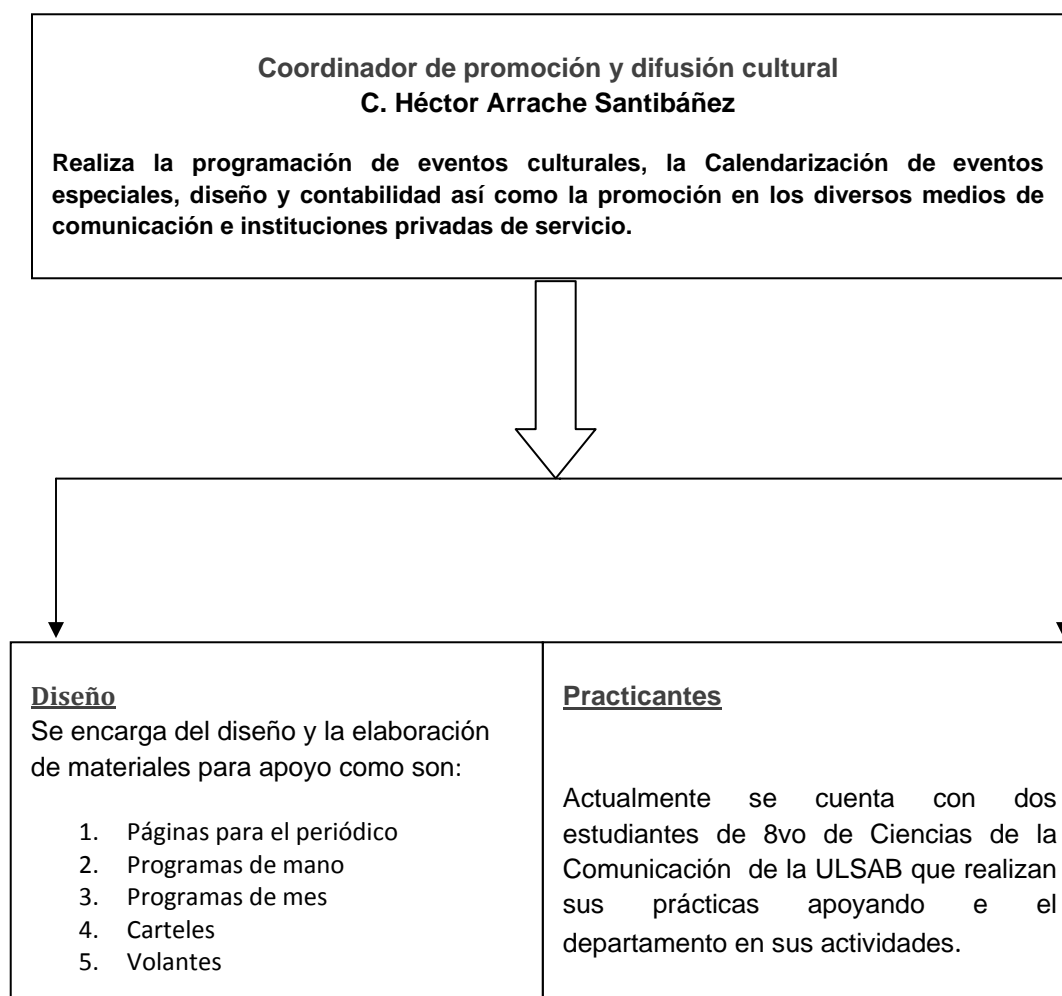 Coordinador de promoción y difusión cultural
C. Héctor Arrache Santibáñez
Realiza la programación de eventos culturales, la Calendarización de eventos
especiales, diseño y contabilidad así como la promoción en los diversos medios de
comunicación e instituciones privadas de servicio.
Diseño
Se encarga del diseño y la elaboración
de materiales para apoyo como son:
1. Páginas para el periódico
2. Programas de mano
3. Programas de mes
4. Carteles
5. Volantes
Practicantes
Actualmente se cuenta con dos
estudiantes de 8vo de Ciencias de la
Comunicación de la ULSAB que realizan
sus prácticas apoyando e el
departamento en sus actividades.